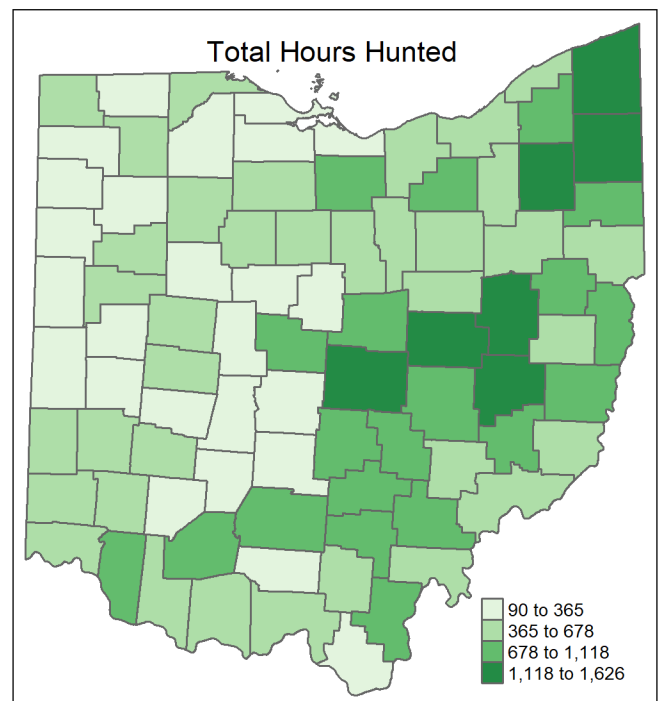 Total Hours Hunted
90 to 365
365 to 678
678 to 1,118
1,118 to 1,626